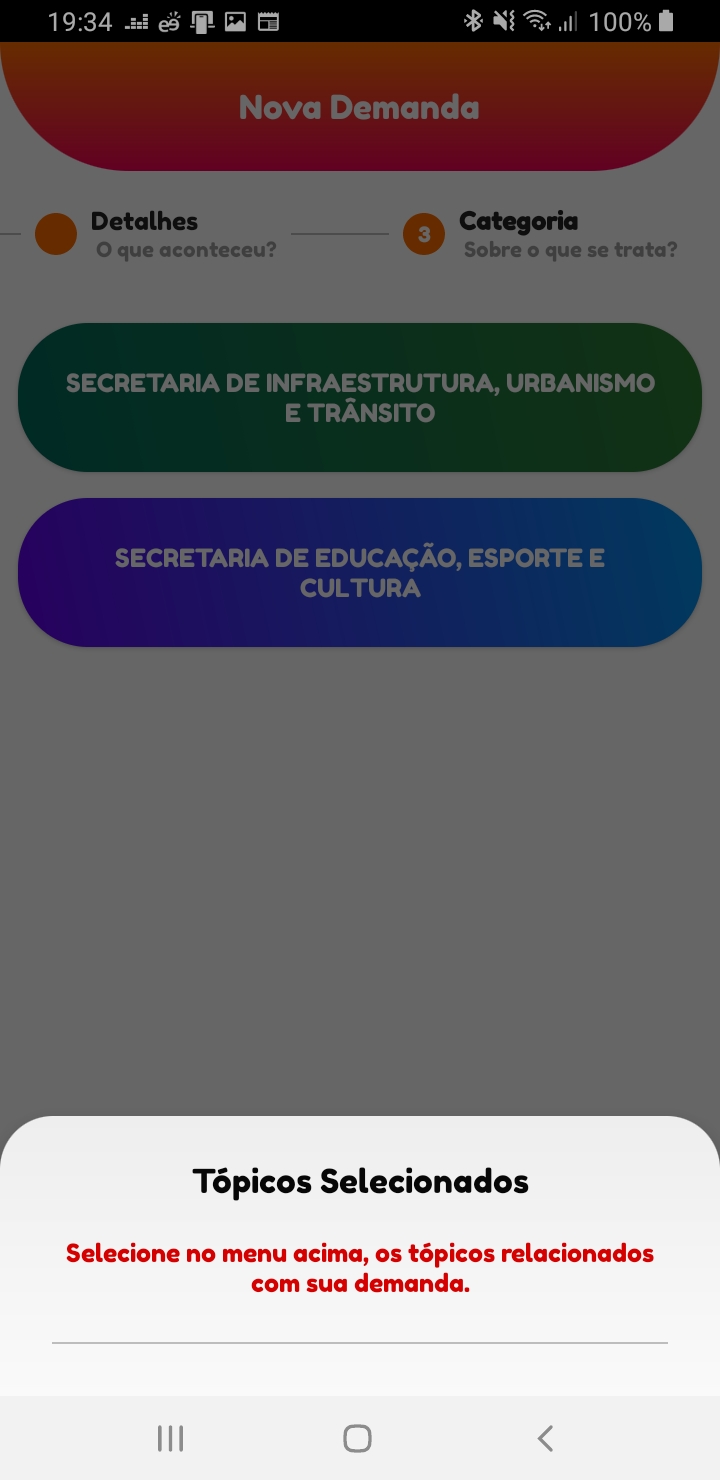 19:34
100%
Nova Demanda
Detalhes
O que aconteceu?
3
Categoria
Sobre o que se trata?
SECRETARIA DE INFRAESTRUTURA, URBANISMO
E TRÂNSITO
SECRETARIA DE EDUCAÇÃO, ESPORTE E
CULTURA
Tópicos Selecionados
Selecione no menu acima, os tópicos relacionados
com sua demanda.